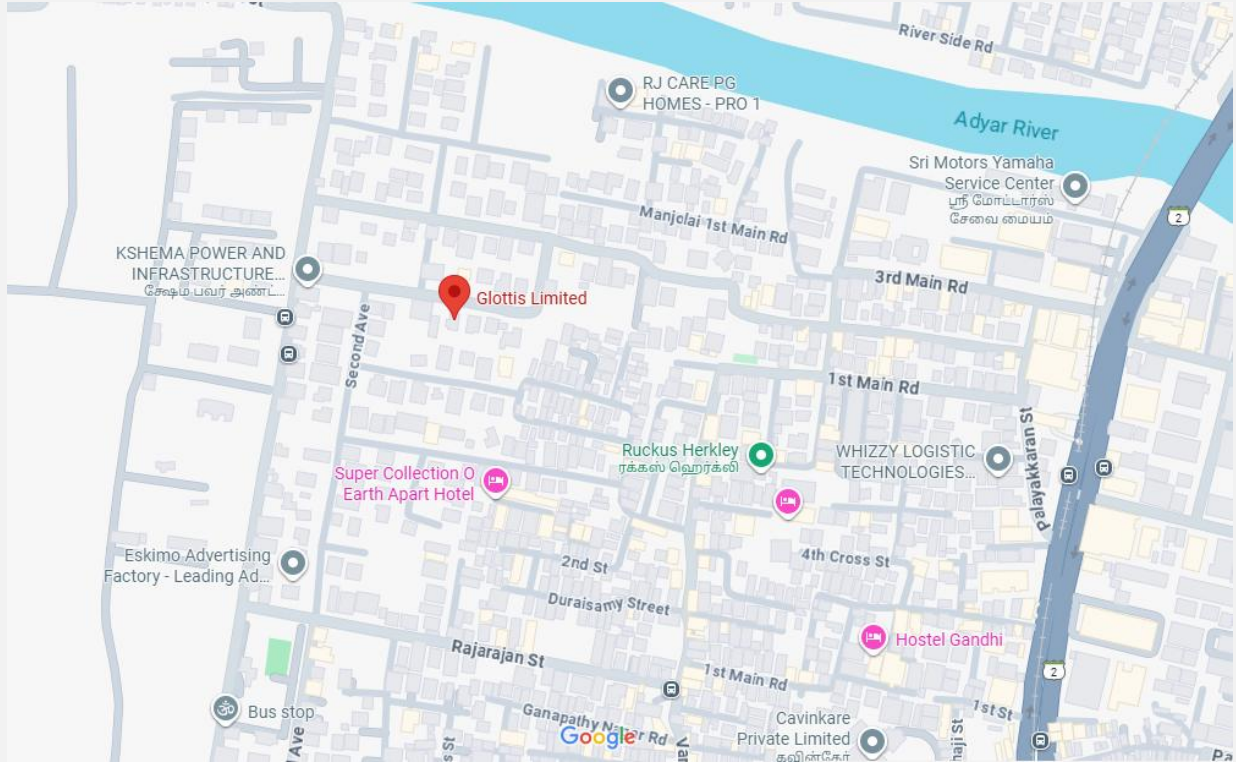 River Side Rd
RJ CARE PG
HOMES - PRO 1
Adyar River
Sri Motors Yamaha
Service Center
ஸ்ரீ மோட்டார்ஸ்
சேவை மையம்
2
Manjolai 1st Main Rd
KSHEMA POWER AND
INFRASTRUCTURE...
க்ஷேம் பவர் அண்ட்...
3rd Main Rd
Glottis Limited
Second Ave
1st Main Rd
Ruckus Herkley
ரக்கஸ் ஹெர்க்லி
WHIZZY LOGISTIC
TECHNOLOGIES...
Palayakkaran St
Super Collection O
Earth Apart Hotel
Eskimo Advertising
Factory - Leading Ad...
2nd St
4th Cross St
Duraisamy Street
Hostel Gandhi
Rajarajan St
1st Main Rd
2
Bus stop
Ganapathy
Rd
1st St
Google
Cavinkare
Private Limited
Ave
St